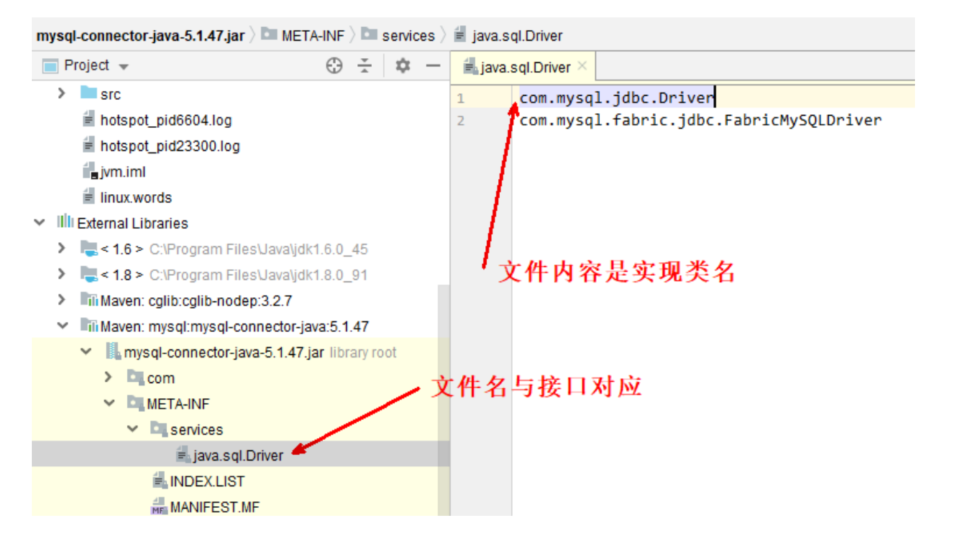 mysql-connector-java-5.1.47.jar META-INF services java.sql.Driver
Project
java.sql.Driver
src
hotspot_pid6604.log
hotspot_pid23300.log
jvm.iml
linux.words
External Libraries
< 1.6 > C:\Program Files\Java\jdk1.6.0_45
< 1.8 > C:\Program Files\Java\jdk1.8.0_91
Maven: cglib:cglib-nodep:3.2.7
Maven: mysql:mysql-connector-java:5.1.47
mysql-connector-java-5.1.47.jar library root
com
META-INF
services
java.sql.Driver
INDEX.LIST
MANIFEST.MF
1 com.mysql.jdbc.Driver
2 com.mysql.fabric.jdbc.FabricMySQLDriver
文件内容是实现类名
文件名与接口对应